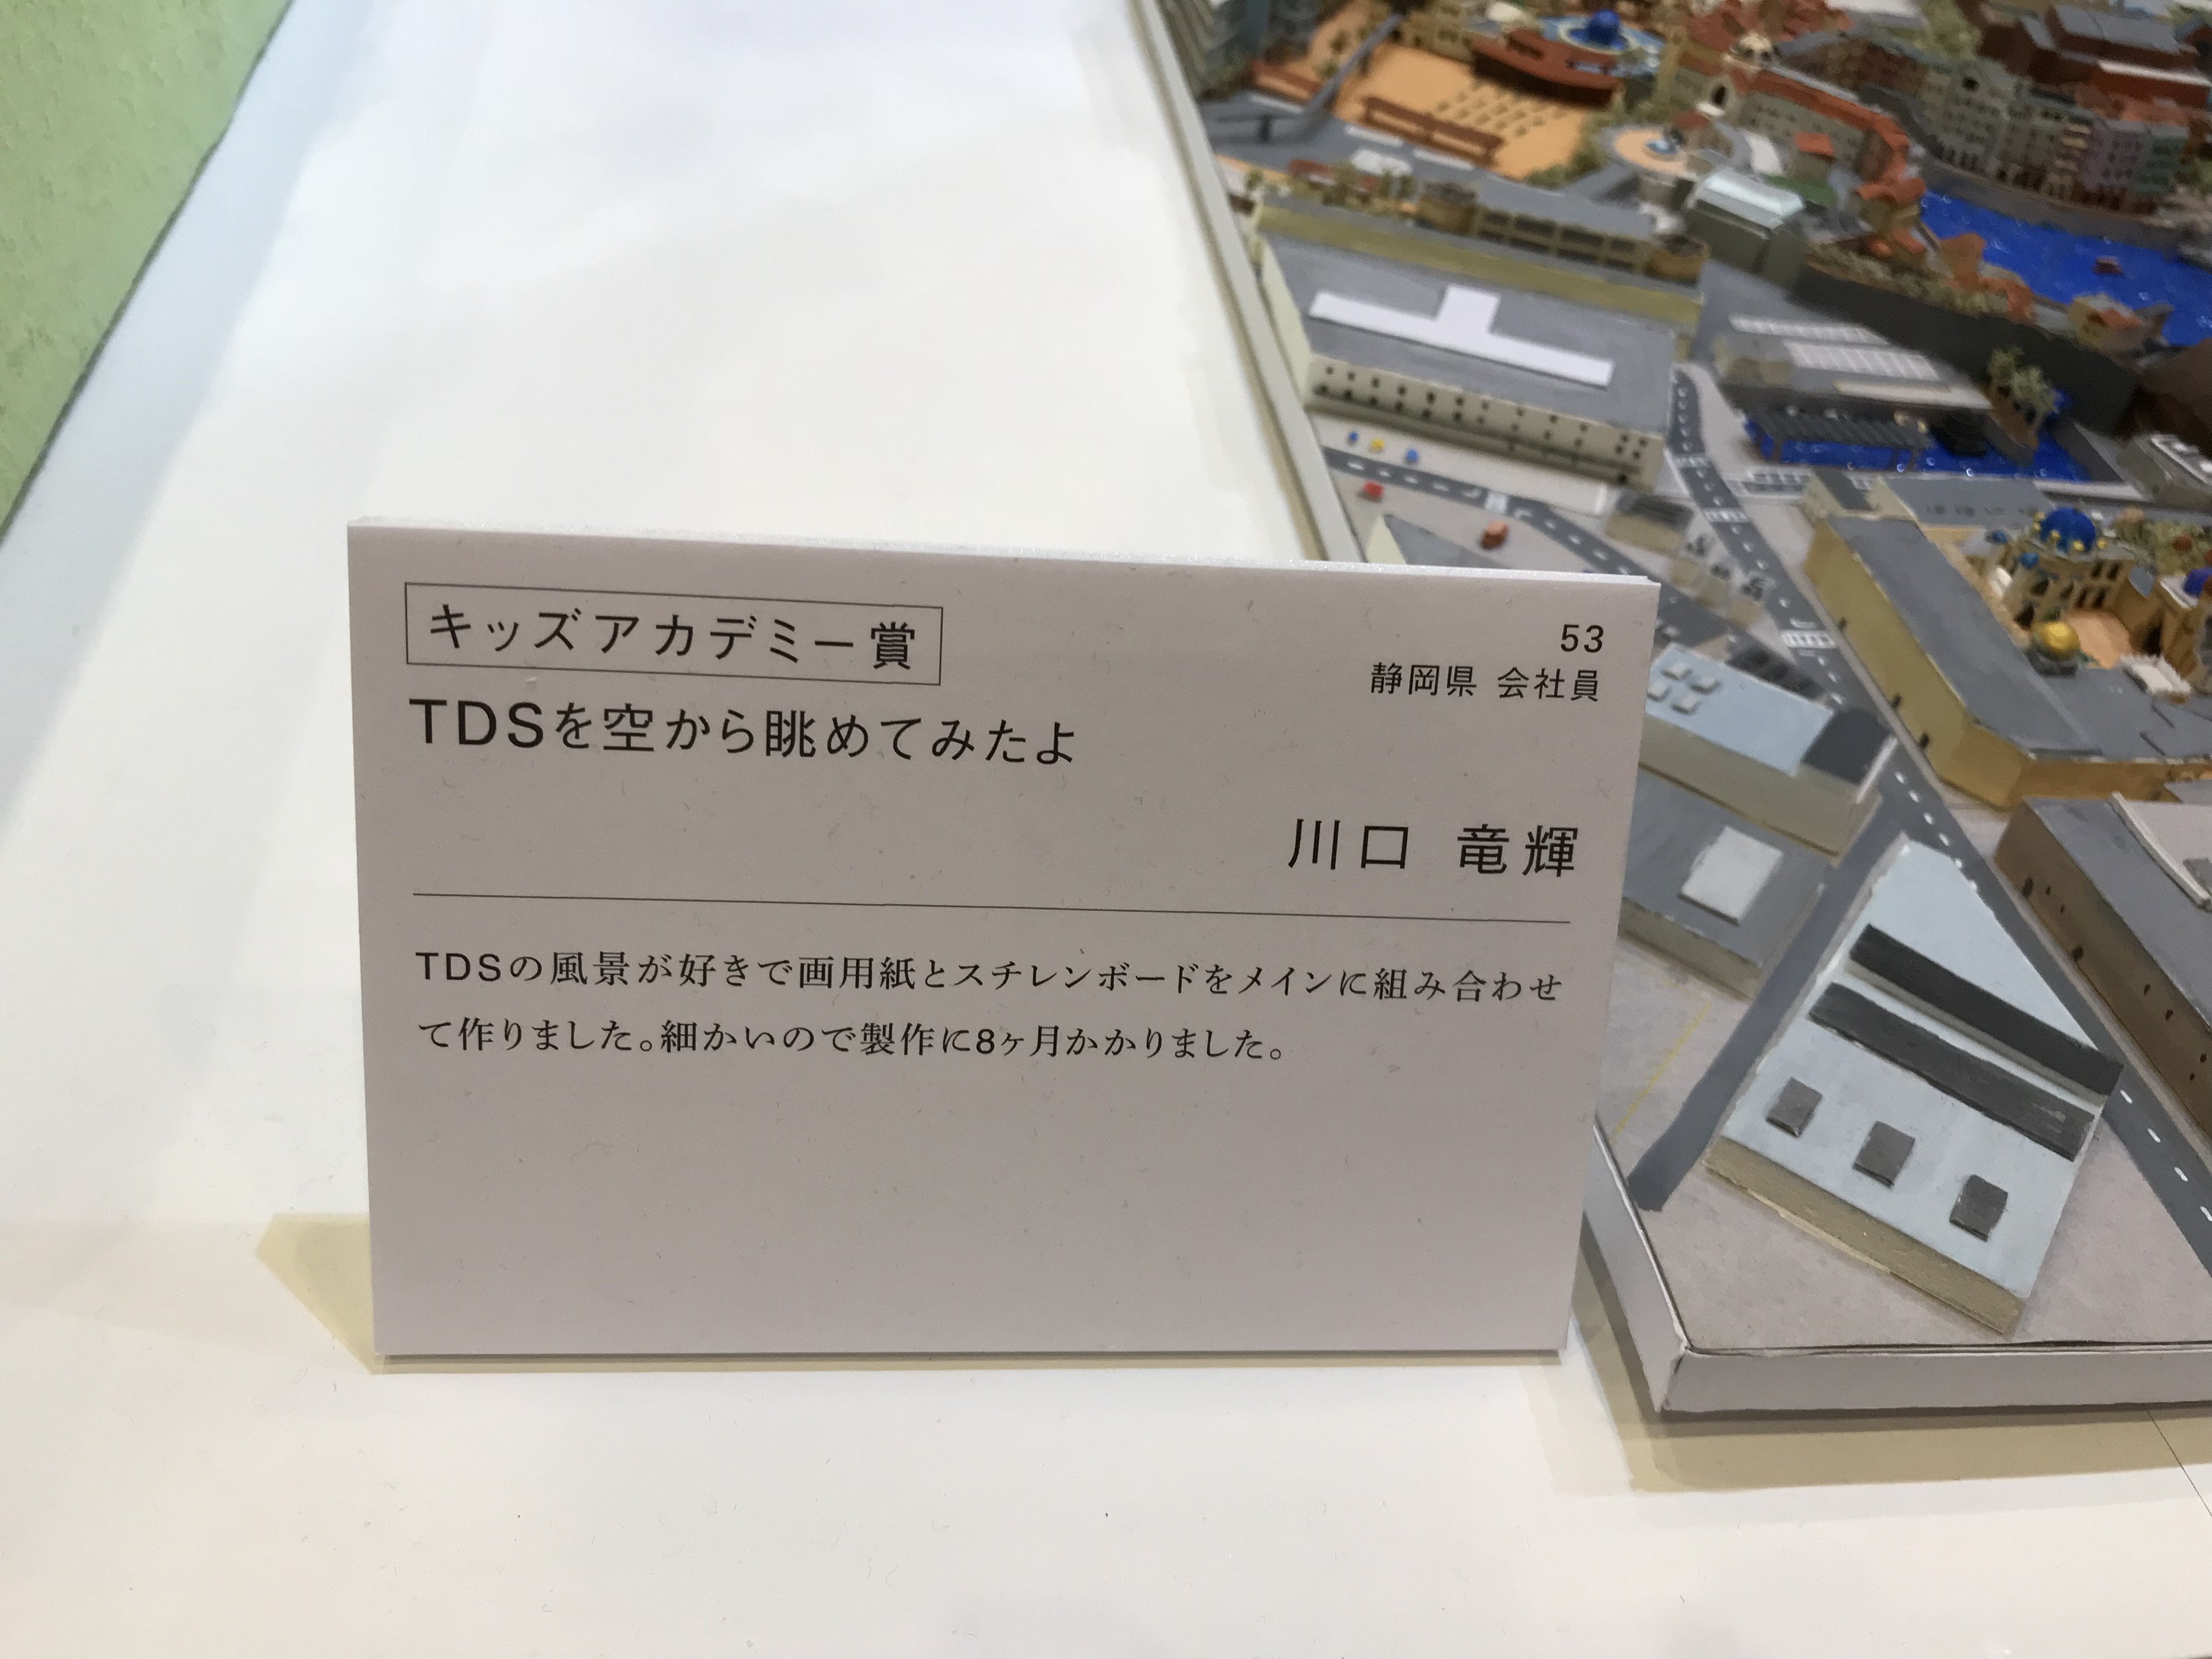 キッズアカデミー賞
53
静岡県 会社員
TDSを空から眺めてみたよ
川口 竜輝
TDSの風景が好きで画用紙とスチレンボードをメインに組み合わせ
て作りました。細かいので製作に8ヶ月かかりました。